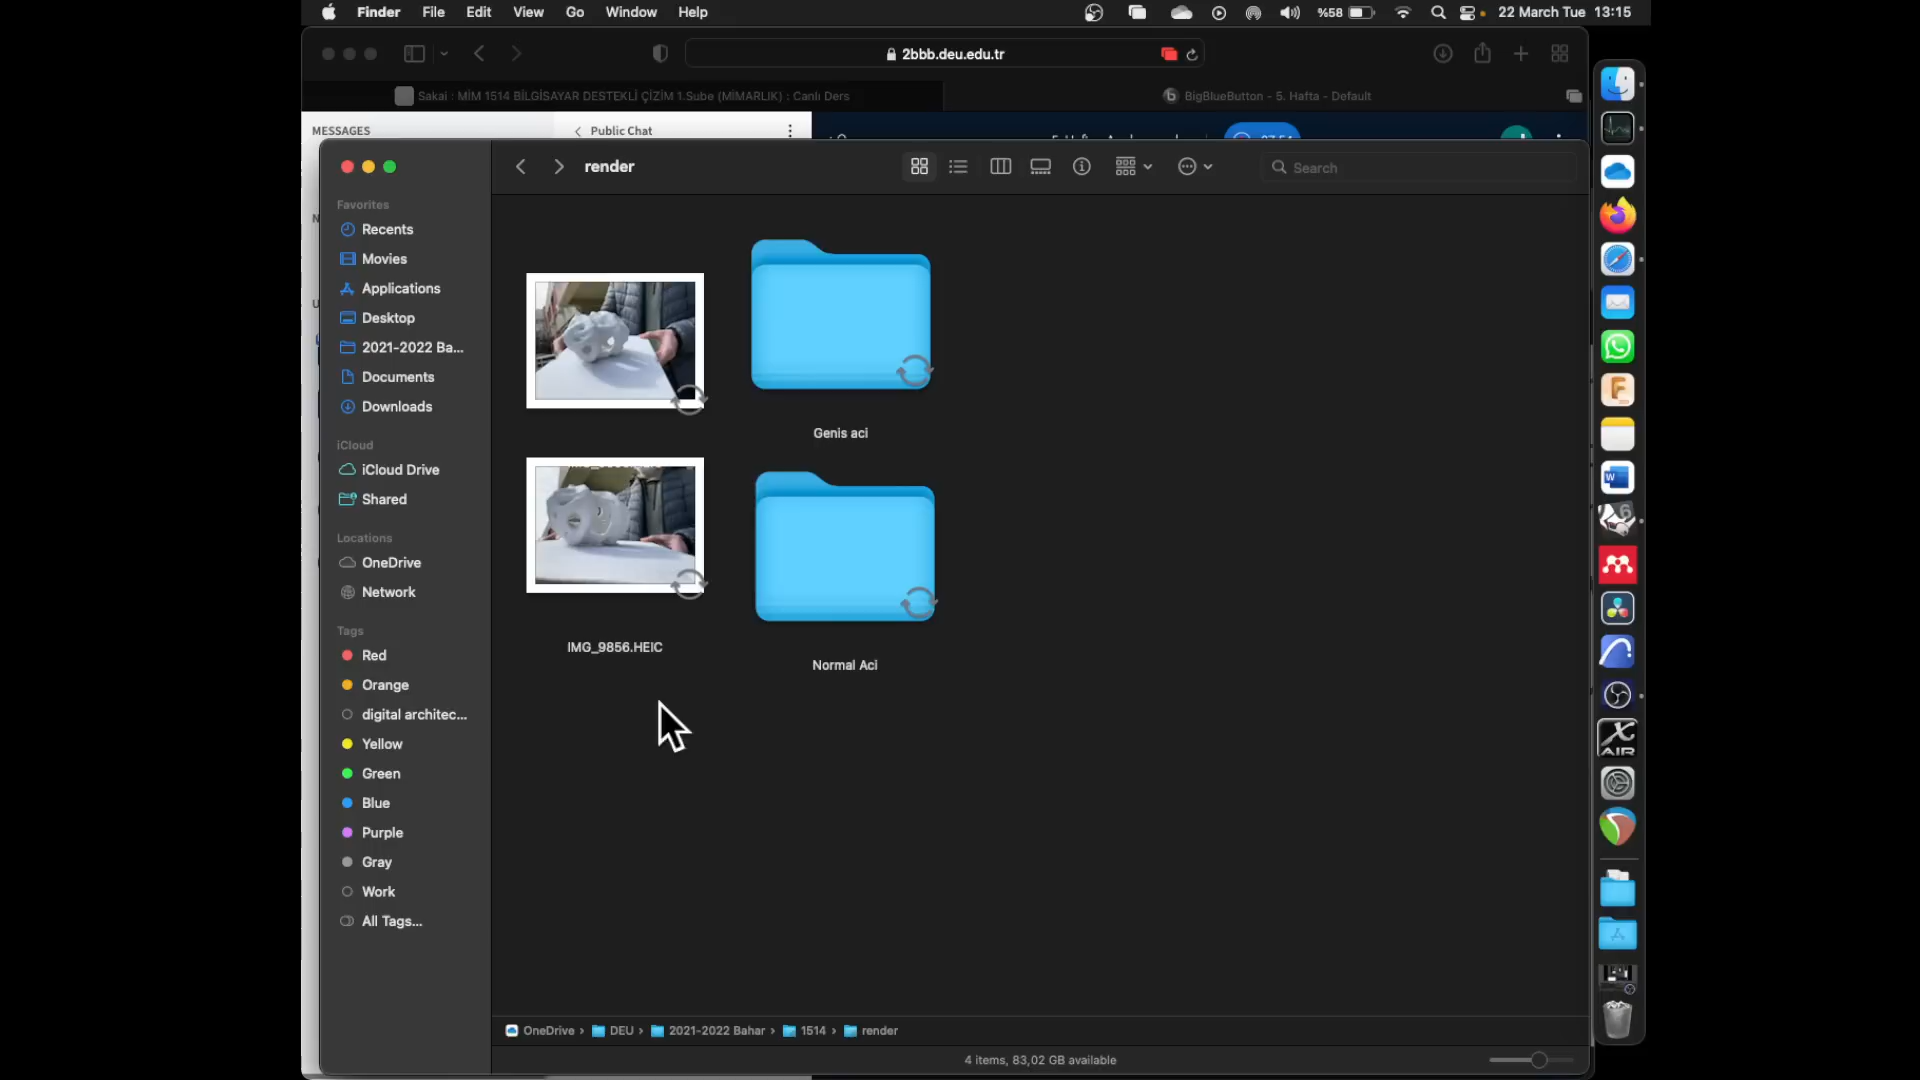 Finder File Edit View Go Window Help
%58 22 March Tue 13:15
2bbb.deu.edu.tr
Sakai : MİM 1514 BİLGİSAYAR DESTEKLİ ÇİZİM 1.Sube (MİMARLIK) : Canlı Ders
BigBlueButton - 5. Hafta - Default
MESSAGES
Public Chat
render
Search
Favorites
Recents
Movies
Applications
Desktop
2021-2022 Ba...
Documents
Downloads
iCloud
iCloud Drive
Shared
Locations
OneDrive
Network
Tags
Red
Orange
digital architec...
Yellow
Green
Blue
Purple
Gray
Work
All Tags...
Genis aci
IMG_9856.HEIC
Normal Aci
OneDrive › DEU › 2021-2022 Bahar › 1514 › render
4 items, 83,02 GB available
6
AIR